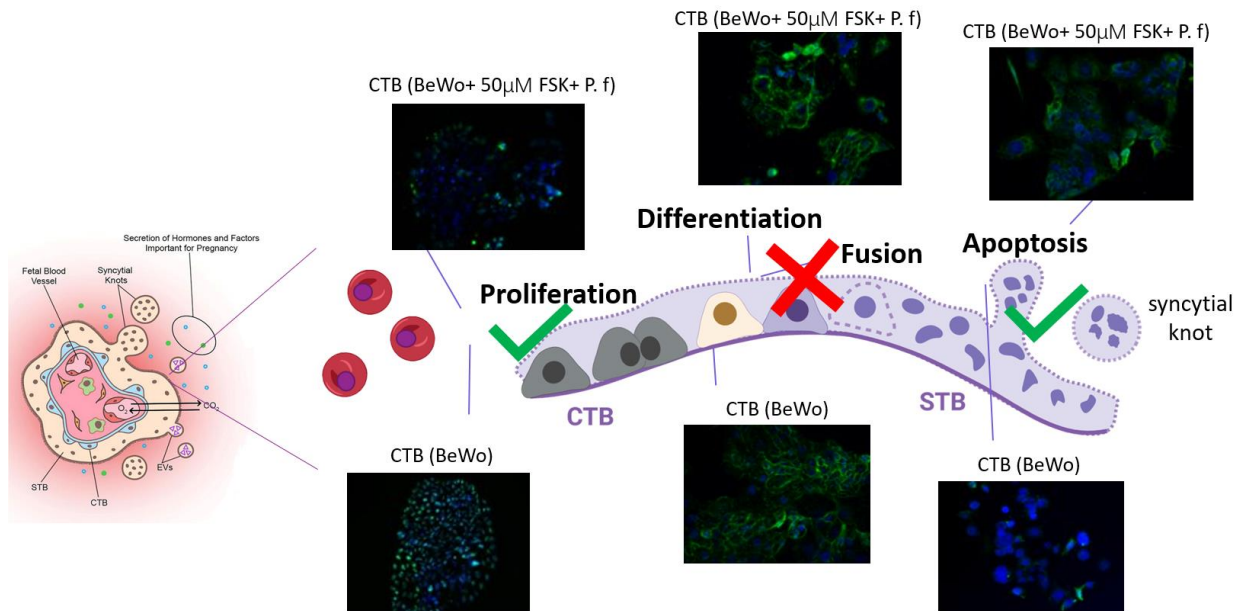 CTB (BeWo+ 50μM FSK+ P. f)
CTB (BeWo+ 50μM FSK+ P. f)
CTB (BeWo+ 50μM FSK+ P. f)
Secretion of Hormones and Factors
Important for Pregnancy
Fetal Blood
Vessel
Syncytial
Knots
O₂
CO₂
EVs
STB
CTB
Proliferation
Differentiation
Fusion
Apoptosis
syncytial
knot
CTB
STB
CTB (BeWo)
CTB (BeWo)
CTB (BeWo)